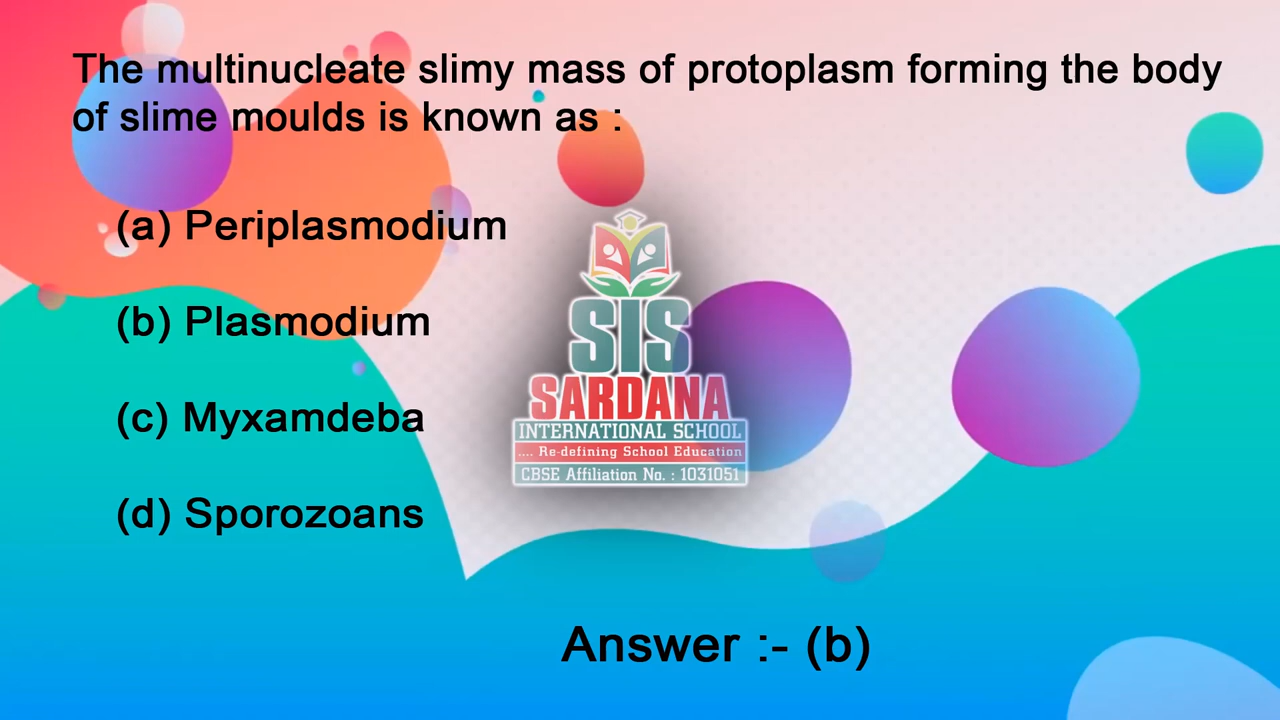 The multinucleate slimy mass of protoplasm forming the body
of slime moulds is known as :
(a) Periplasmodium
(b) Plasmodium
(c) Myxamdeba
(d) Sporozoans
SIS
SARDANA
INTERNATIONAL SCHOOL
.... Re-defining School Education
CBSE Affiliation No. : 1031051
Answer :- (b)